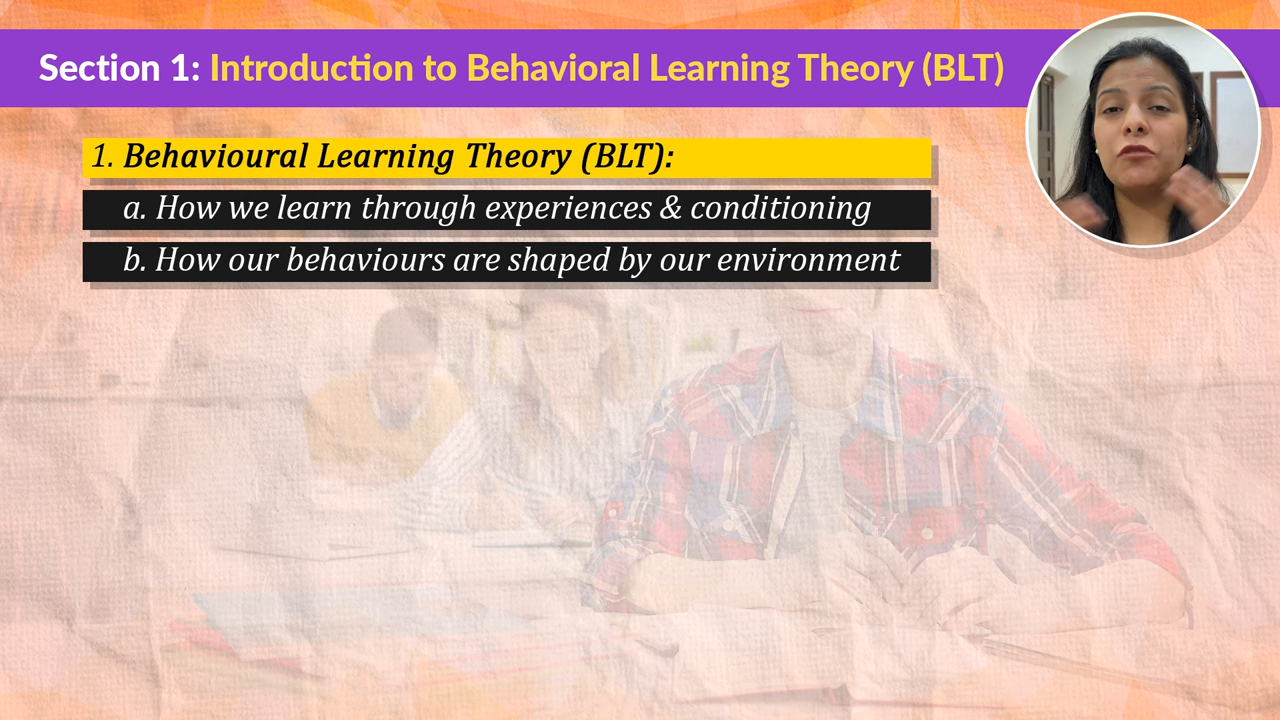 Section 1: Introduction to Behavioral Learning Theory (BLT)
1. Behavioural Learning Theory (BLT):
a. How we learn through experiences & conditioning
b. How our behaviours are shaped by our environment